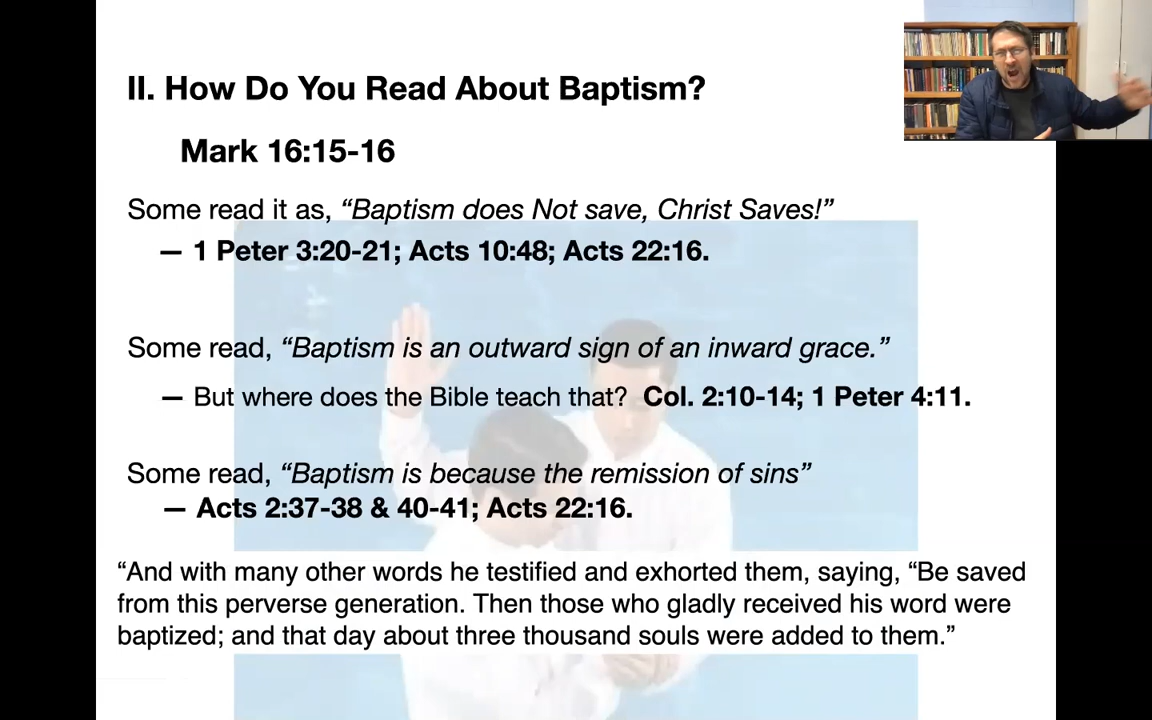 II. How Do You Read About Baptism?
Mark 16:15-16
Some read it as, “Baptism does Not save, Christ Saves!”
— 1 Peter 3:20-21; Acts 10:48; Acts 22:16.
Some read, “Baptism is an outward sign of an inward grace.”
— But where does the Bible teach that? Col. 2:10-14; 1 Peter 4:11.
Some read, “Baptism is because the remission of sins”
— Acts 2:37-38 & 40-41; Acts 22:16.
“And with many other words he testified and exhorted them, saying, “Be saved
from this perverse generation. Then those who gladly received his word were
baptized; and that day about three thousand souls were added to them.”